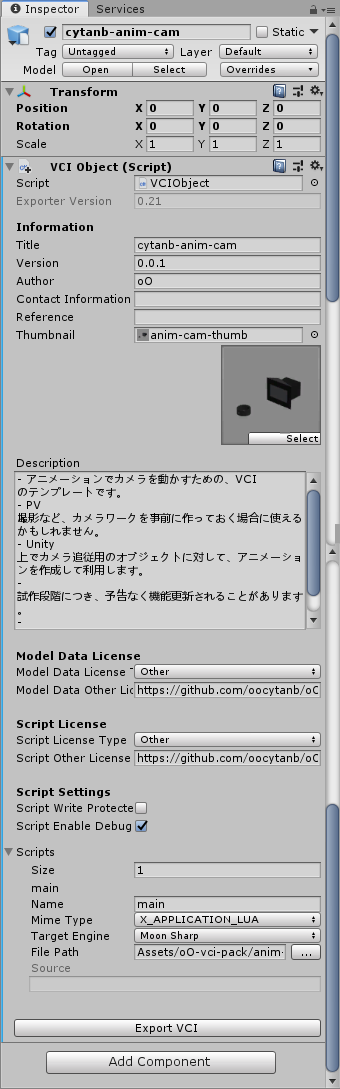 Inspector Services
cytanb-anim-cam Static
Tag Untagged Layer Default
Model Open Select Overrides
Transform
Position X 0 Y 0 Z 0
Rotation X 0 Y 0 Z 0
Scale X 1 Y 1 Z 1
VCI Object (Script)
Script VCIObject
Exporter Version 0.21
Information
Title cytanb-anim-cam
Version 0.0.1
Author oO
Contact Information
Reference
Thumbnail anim-cam-thumb
Select
Description
- アニメーションでカメラを動かすための、VCI
のテンプレートです。
- PV
撮影など、カメラワークを事前に作っておく場合に使える
かもしれません。
- Unity
上でカメラ追従用のオブジェクトに対して、アニメーショ
ンを作成して利用します。
-
試作段階につき、予告なく機能更新されることがあります
。
-
Model Data License
Model Data License T Other
Model Data Other Lic https://github.com/oocytanb/oO
Script License
Script License Type Other
Script Other License https://github.com/oocytanb/oO
Script Settings
Script Write Protecte
Script Enable Debug
Scripts
Size 1
main
Name main
Mime Type X_APPLICATION_LUA
Target Engine Moon Sharp
File Path Assets/oO-vci-pack/anim- ...
Source
Export VCI
Add Component